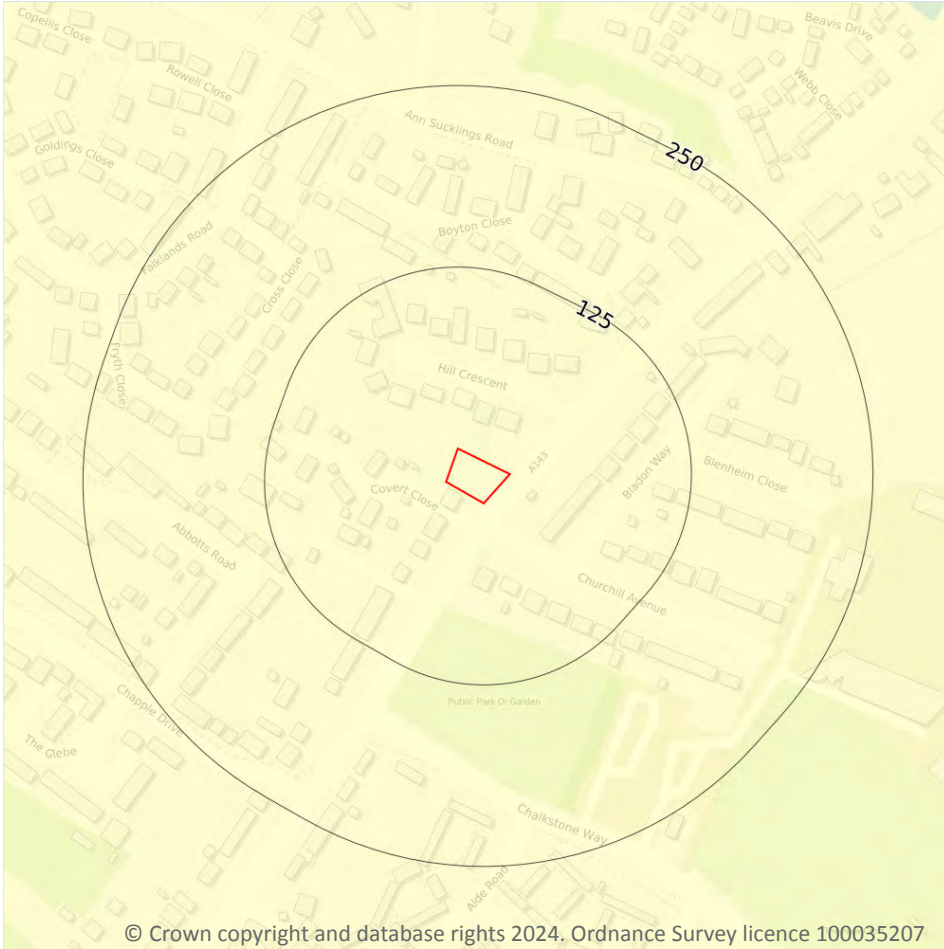 Copellis Close
Beavis Drive
Rowell Close
Webb Close
Ann Sucklings Road
Goldings Close
250
Falklands Road
Boyton Close
Cross Close
125
Fryth Close
Hill Crescent
A143
Bladon Way
Blenheim Close
Covert Close
Abbotts Road
Churchill Avenue
Public Park Or Garden
Chapple Drive
The Glebe
Chalkstone Way
Alde Road
© Crown copyright and database rights 2024. Ordnance Survey licence 100035207